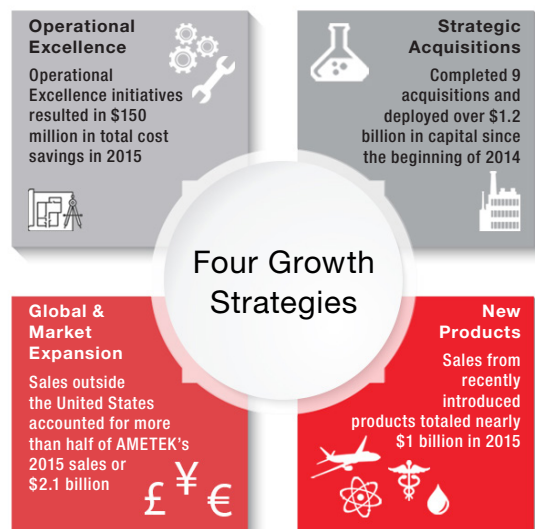 Operational
Excellence
Operational
Excellence initiatives
resulted in $150
million in total cost
savings in 2015
Strategic
Acquisitions
Completed 9
acquisitions and
deployed over $1.2
billion in capital since
the beginning of 2014
Four Growth
Strategies
Global &
Market
Expansion
Sales outside
the United States
accounted for more
than half of AMETEK's
2015 sales or
$2.1 billion
£ ¥ €
New
Products
Sales from
recently
introduced
products totaled nearly
$1 billion in 2015